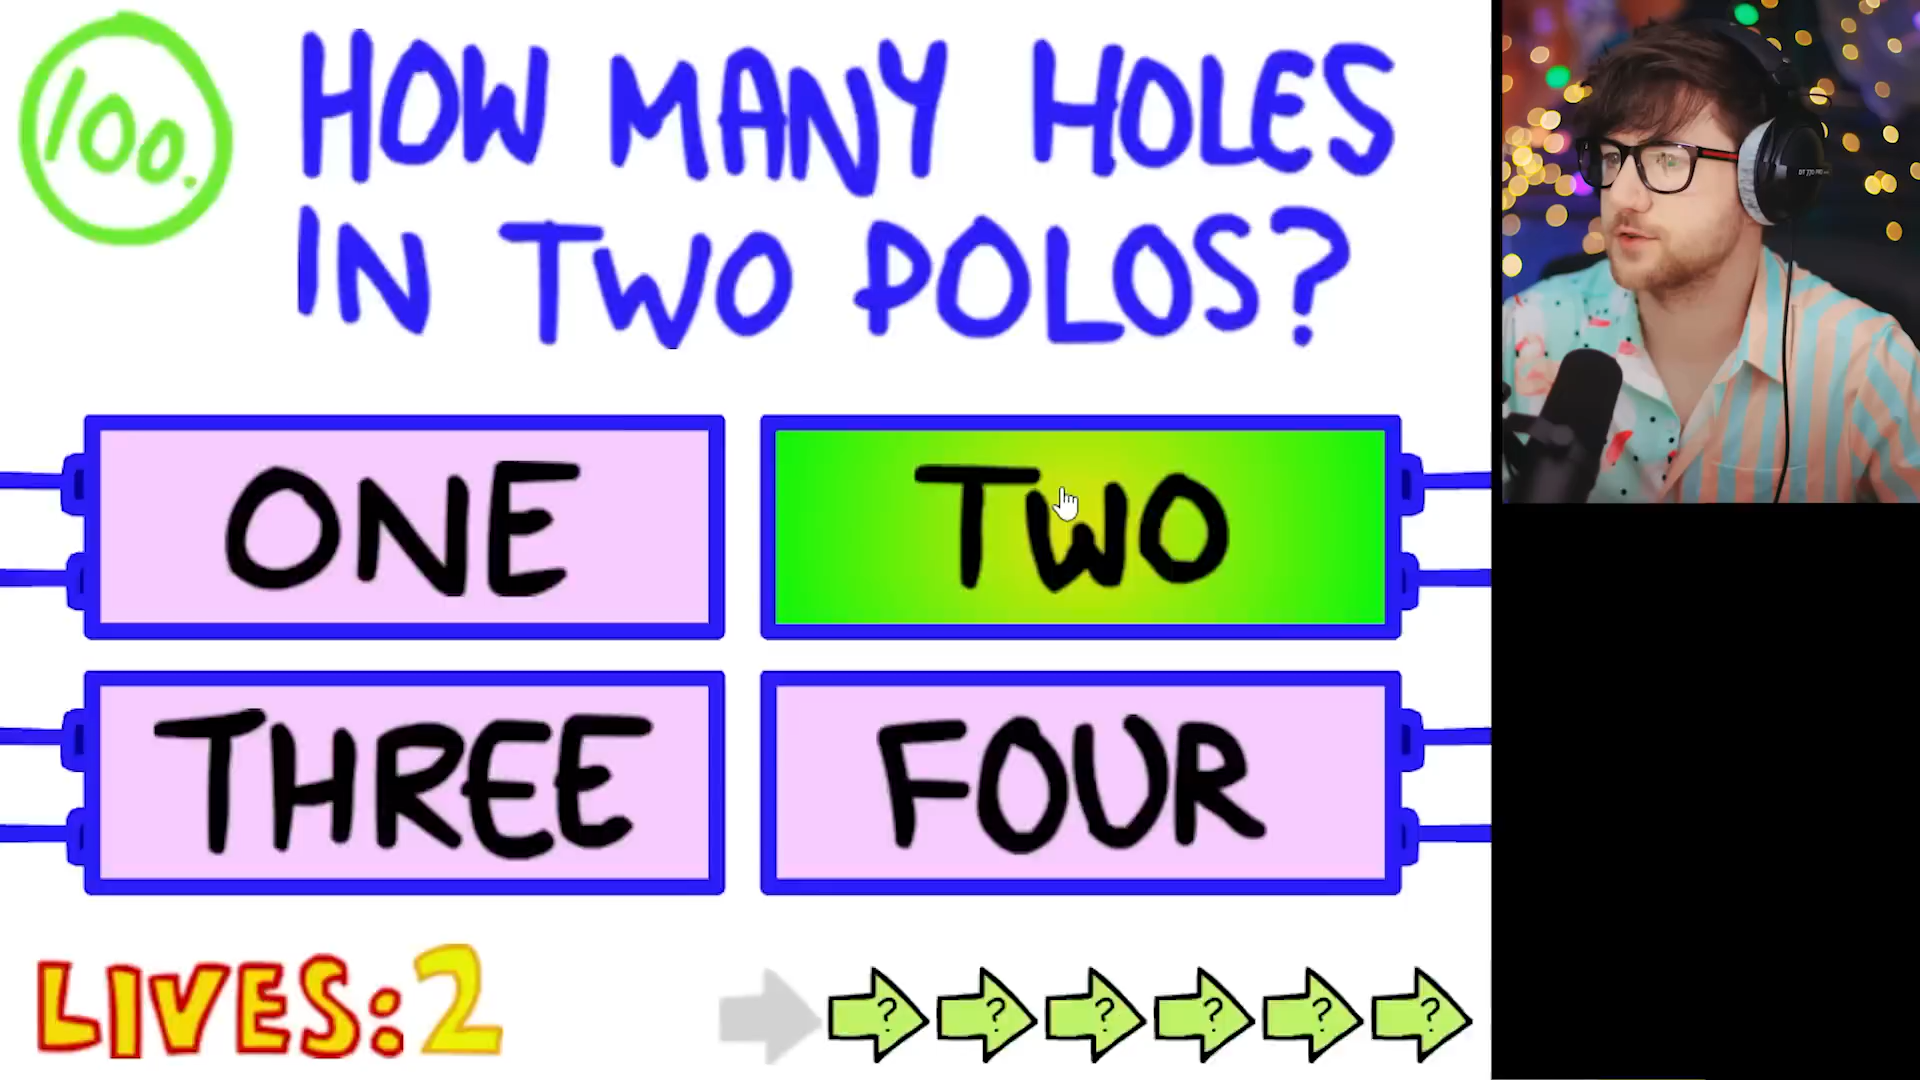 100.
HOW MANY HOLES
IN TWO POLOS?
ONE
TWO
THREE
FOUR
LIVES:2
? ? ? ? ? ?